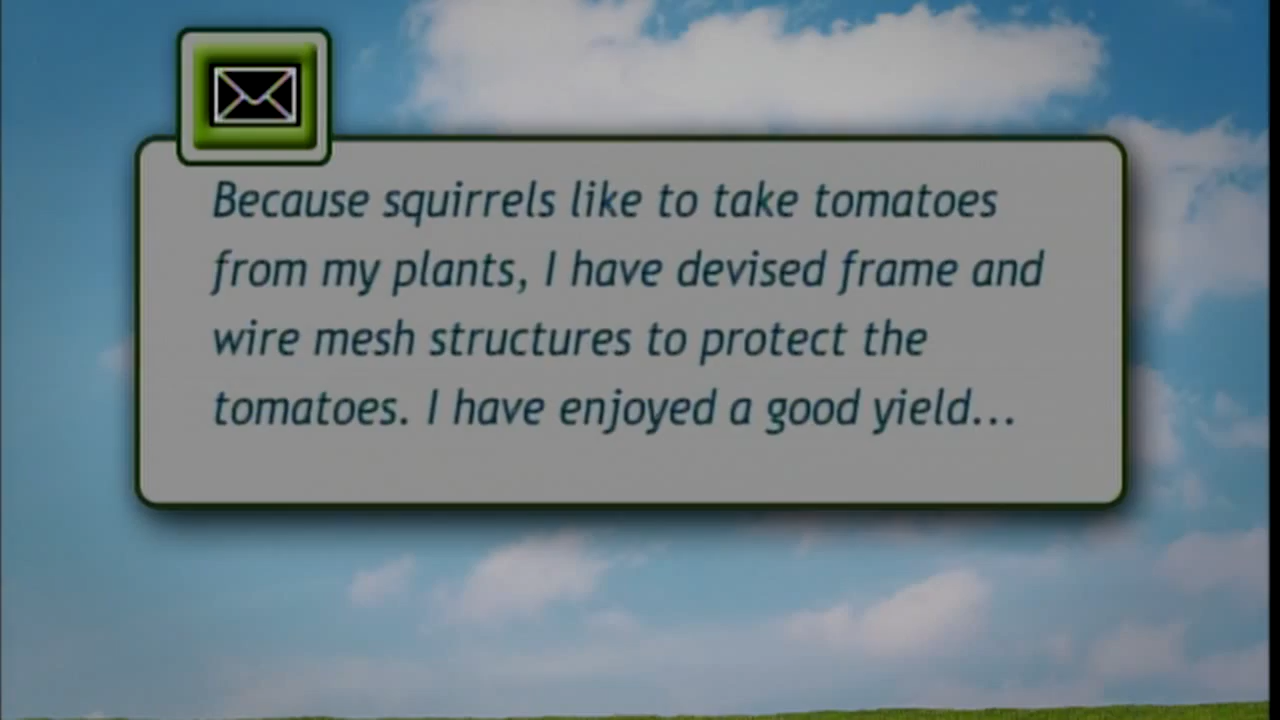 Because squirrels like to take tomatoes
from my plants, I have devised frame and
wire mesh structures to protect the
tomatoes. I have enjoyed a good yield...